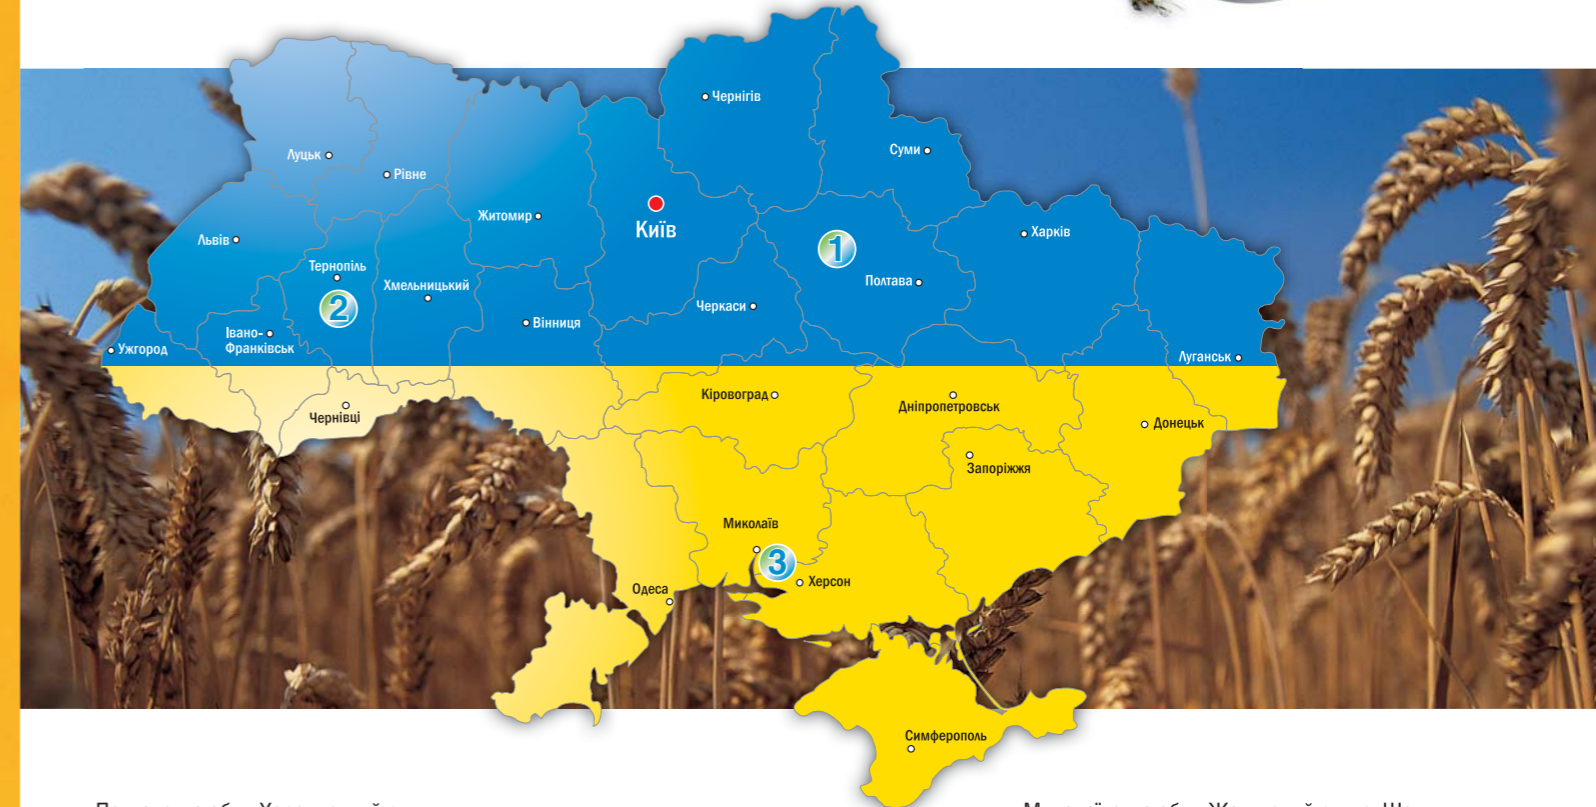 Чернігів
Суми
Луцьк
Рівне
Житомир
Київ
Харків
Львів
1
Тернопіль
Хмельницький
Полтава
2
Черкаси
Вінниця
Івано-
Франківськ
Ужгород
Луганськ
Кіровоград
Дніпропетровськ
Чернівці
Донецьк
Запоріжжя
Миколаїв
3
Херсон
Одеса
Симферополь